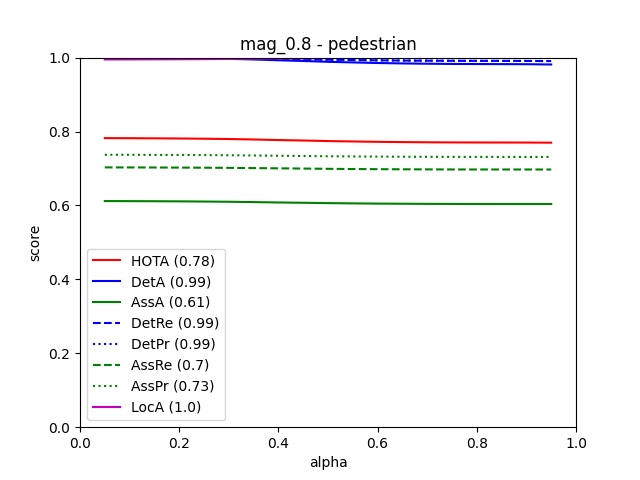 mag_0.8 - pedestrian
1.0
0.8
0.6
0.4
0.2
0.0
score
HOTA (0.78)
DetA (0.99)
AssA (0.61)
DetRe (0.99)
DetPr (0.99)
AssRe (0.7)
AssPr (0.73)
LocA (1.0)
0.0 0.2 0.4 0.6 0.8 1.0
alpha